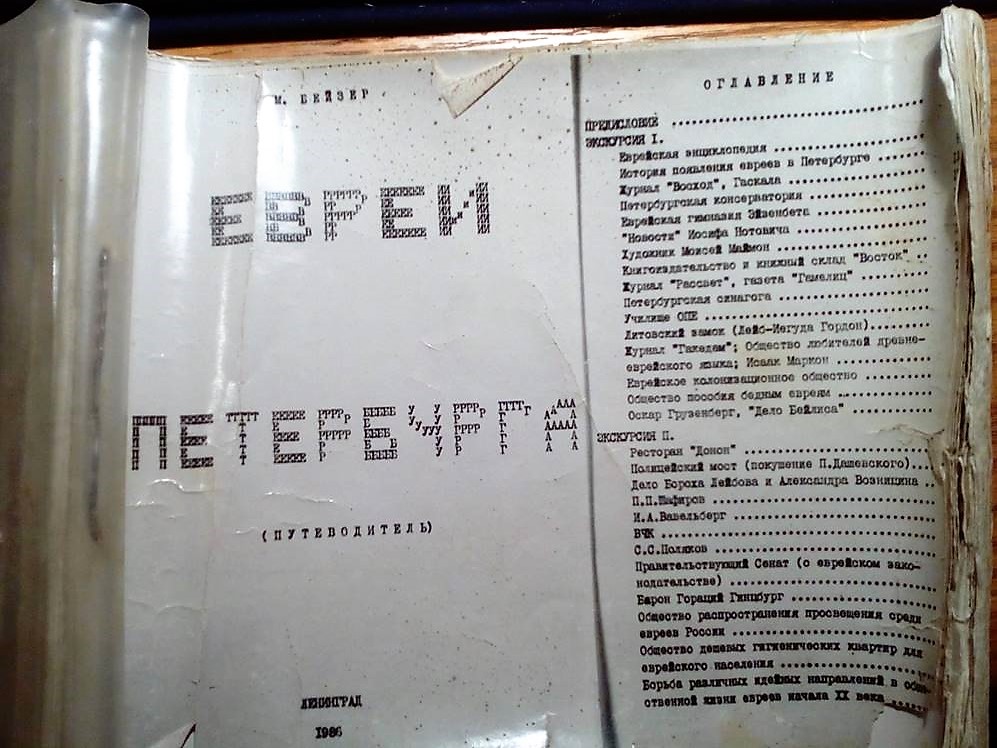 М. БЕЙЗЕР
ЕВРЕИ
ПЕТЕРБУРГА
(ПУТЕВОДИТЕЛЬ)
ЛЕНИНГРАД
1986
ОГЛАВЛЕНИЕ
ПРЕДИСЛОВИЕ ........................
ЭКСКУРСИЯ I.
Еврейская энциклопедия ................
История появления евреев в Петербурге ........
Журнал "Восход", Гаскала ................
Петербургская консерватория ................
Еврейская гимназия Эйзенбета ................
"Новости" Иосифа Нотовича ................
Художник Моисей Маймон ................
Книгоиздательство и книжный склад "Восток" ..
Журнал "Рассвет", газета "Гамелиц" ........
Петербургская синагога ................
Училище ОПЕ ........................
Литовский замок (Лейб-Иегуда Гордон)........
Журнал "Гакедем"; Общество любителей древне-
еврейского языка; Исаак Маркон ............
Еврейское колонизационное общество ........
Общество пособия бедным евреям ............
Оскар Грузенберг, "Дело Бейлиса" ............
ЭКСКУРСИЯ II.
Ресторан "Донон" ........................
Полицейский мост (покушение П.Дашевского)...
Дело Бороха Лейбова и Александра Возницина ..
П.П.Шафиров ........................
И.А.Вавельберг ........................
ВЧК ................................
С.С.Поляков ........................
Правительствующий Сенат (о еврейском зако-
нодательстве) ........................
Барон Гораций Гинцбург ................
Общество распространения просвещения среди
евреев России ........................
Общество дешевых гигиенических квартир для
еврейского населения ................
Борьба различных идейных направлений в обще-
ственной жизни евреев начала XX века ......